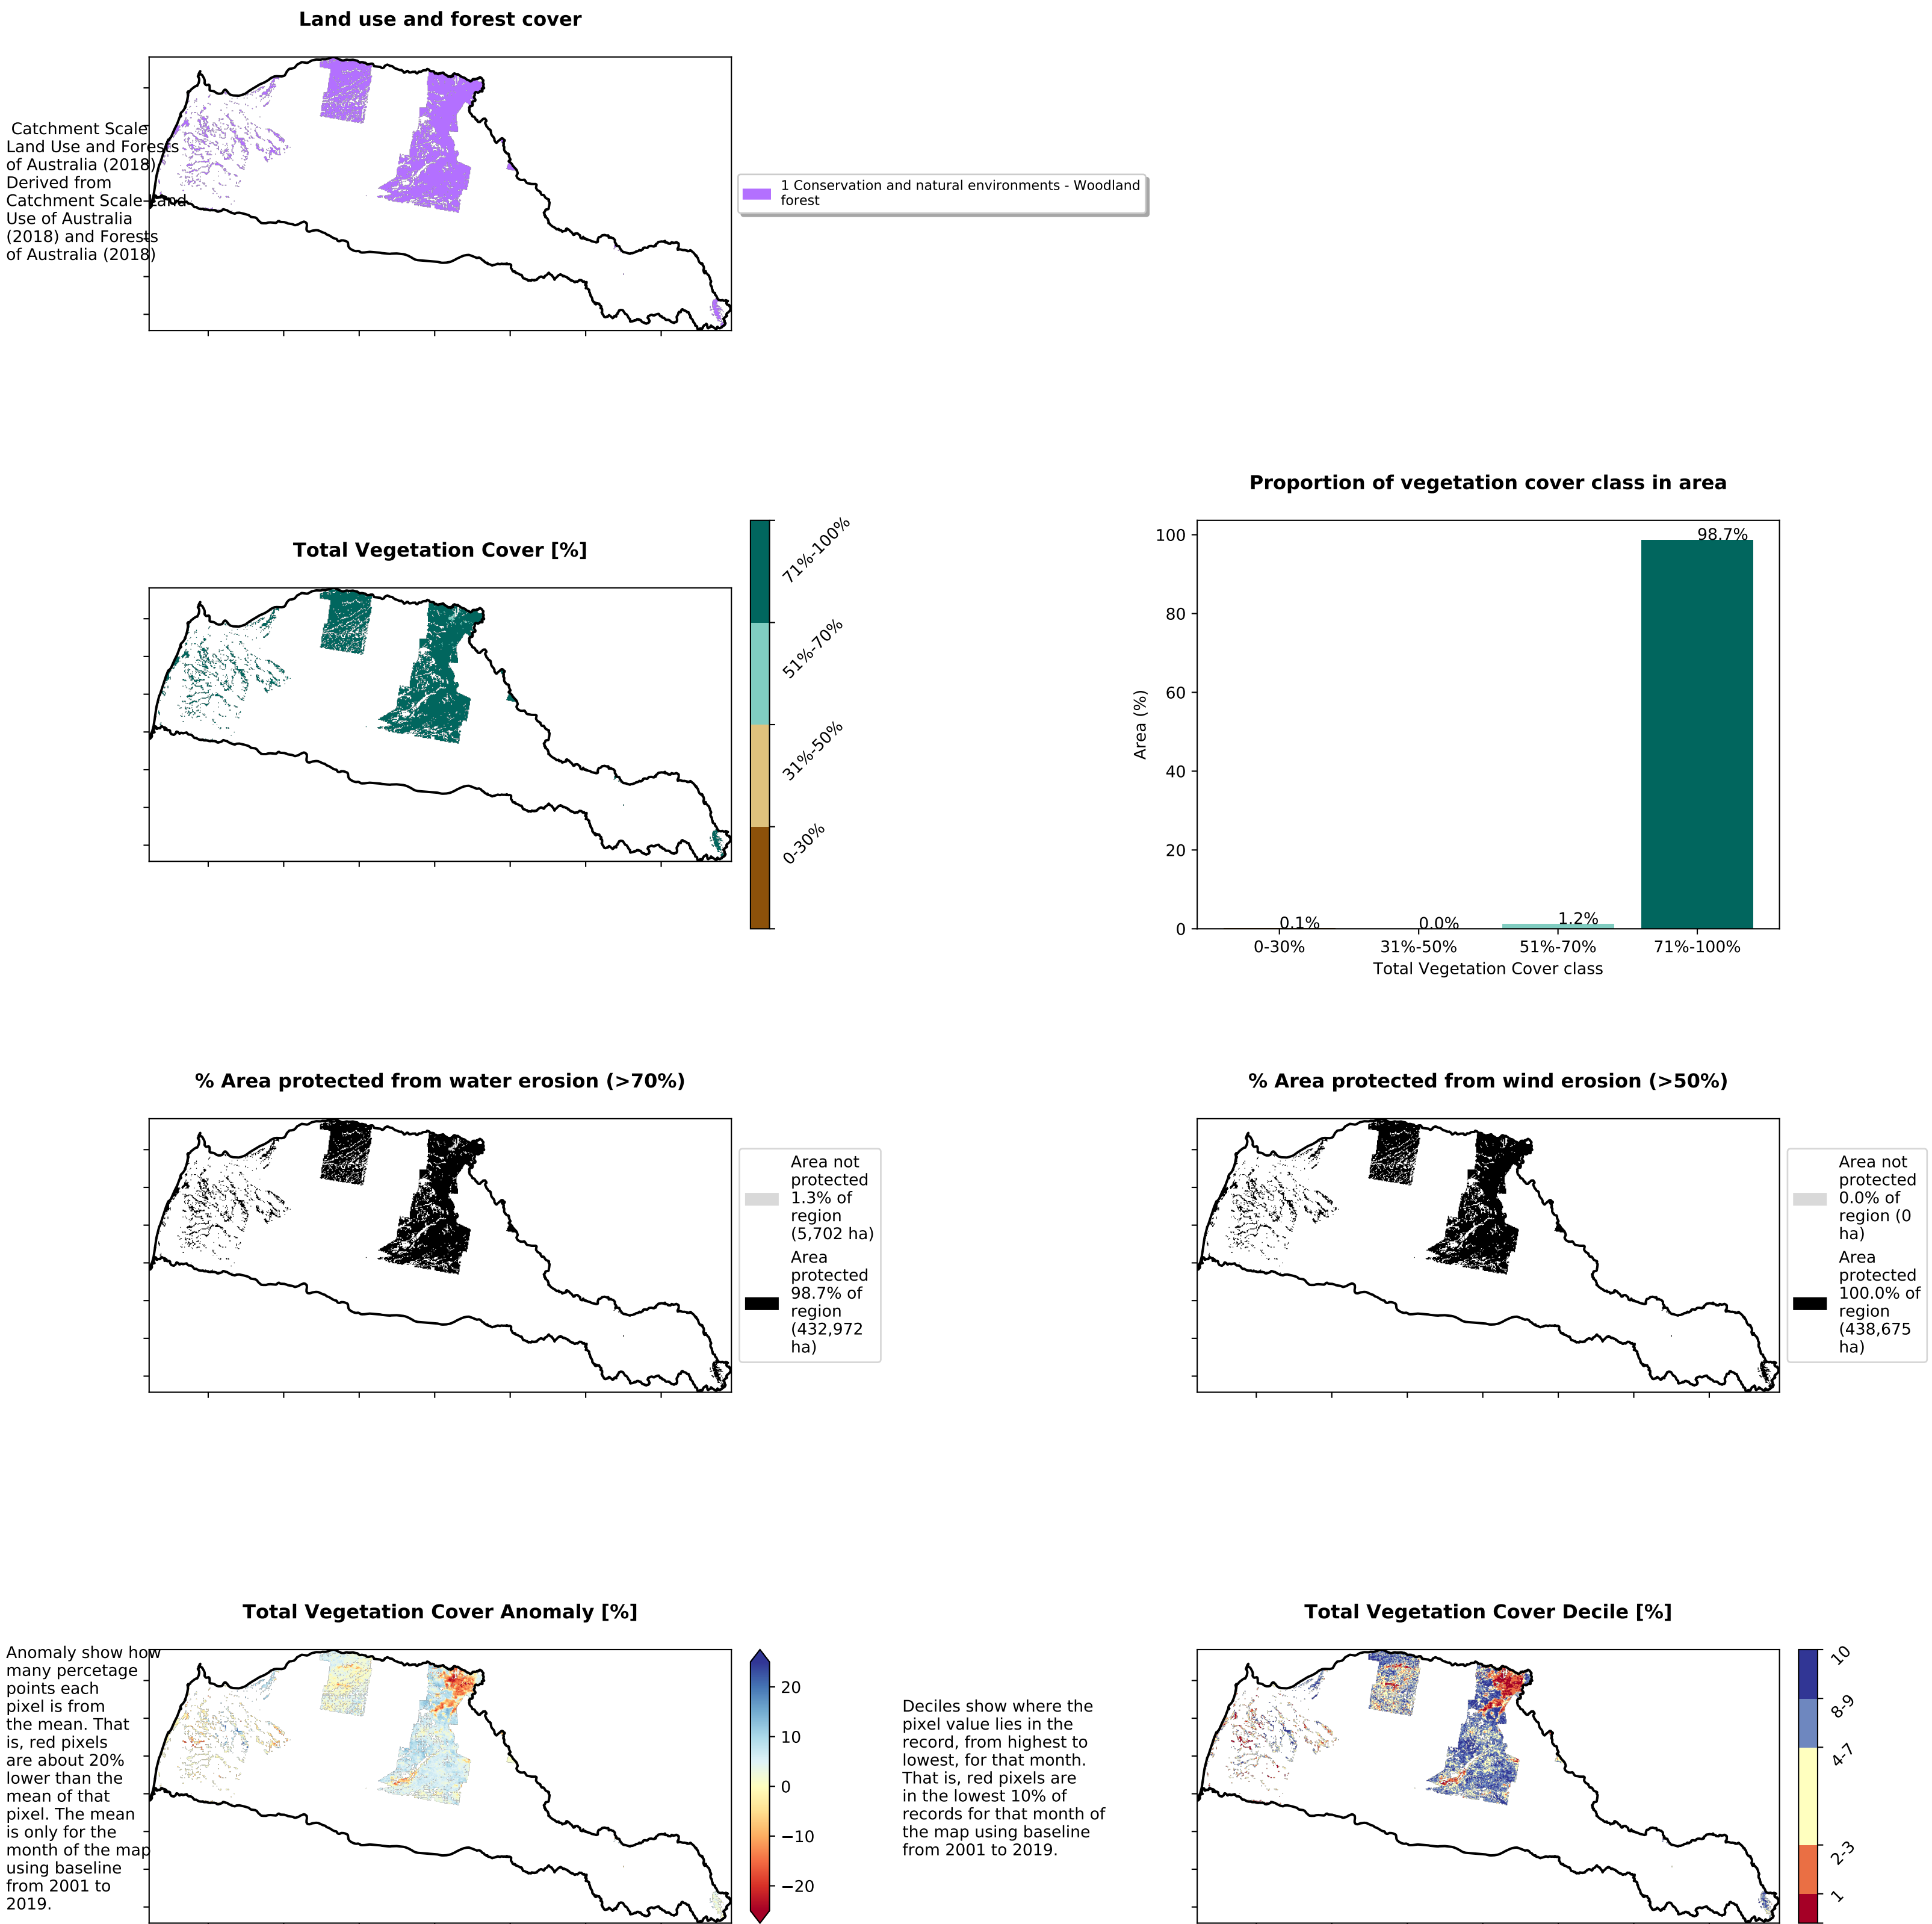 Land use and forest cover
Catchment Scale
Land Use and Forests
of Australia (2018)
Derived from
Catchment Scale Land
Use of Australia
(2018) and Forests
of Australia (2018)
1 Conservation and natural environments - Woodland
forest
Total Vegetation Cover [%]
71%-100%
51%-70%
31%-50%
0-30%
Proportion of vegetation cover class in area
100
80
60
40
20
0
Area (%)
0.1%
0.0%
1.2%
98.7%
0-30%
31%-50%
51%-70%
71%-100%
Total Vegetation Cover class
% Area protected from water erosion (>70%)
Area not
protected
1.3% of
region
(5,702 ha)
Area
protected
98.7% of
region
(432,972
ha)
% Area protected from wind erosion (>50%)
Area not
protected
0.0% of
region (0
ha)
Area
protected
100.0% of
region
(438,675
ha)
Total Vegetation Cover Anomaly [%]
Anomaly show how
many percetage
points each
pixel is from
the mean. That
is, red pixels
are about 20%
lower than the
mean of that
pixel. The mean
is only for the
month of the map
using baseline
from 2001 to
2019.
20
10
0
−10
−20
Total Vegetation Cover Decile [%]
Deciles show where the
pixel value lies in the
record, from highest to
lowest, for that month.
That is, red pixels are
in the lowest 10% of
records for that month of
the map using baseline
from 2001 to 2019.
10
8-9
4-7
2-3
1